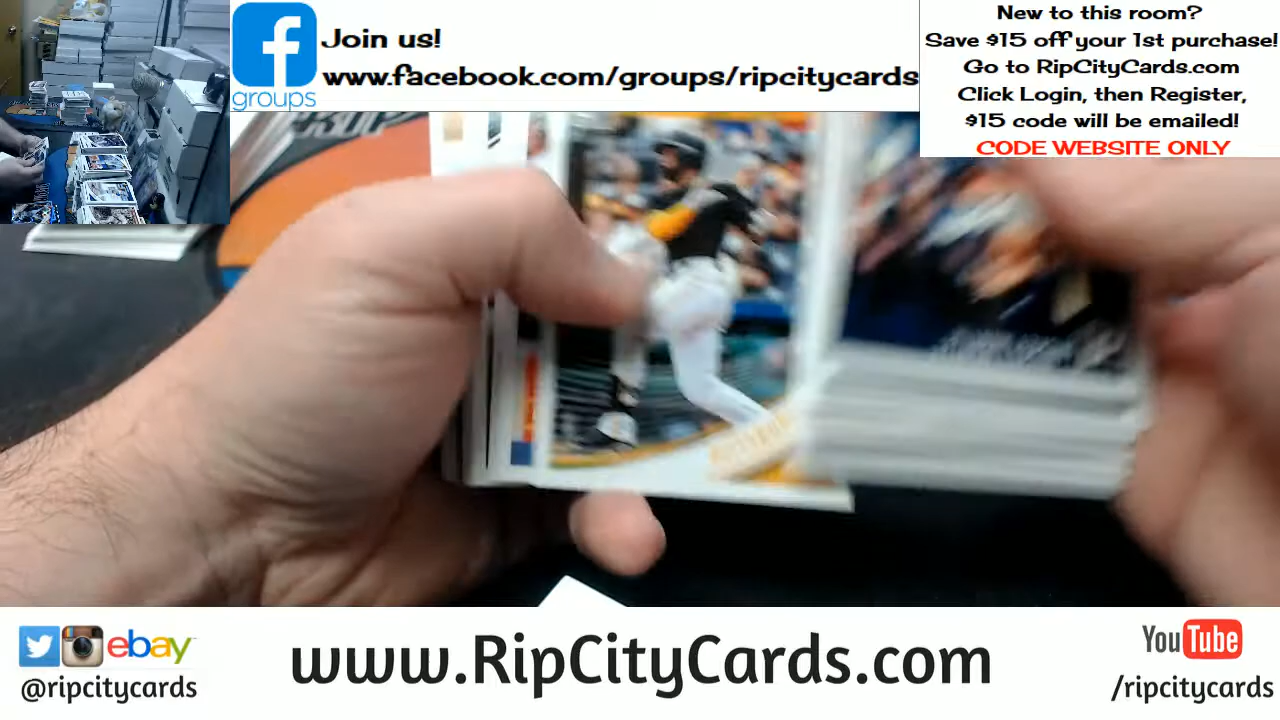 Join us!
www.facebook.com/groups/ripcitycards
groups
New to this room?
Save $15 off your 1st purchase!
Go to RipCityCards.com
Click Login, then Register,
$15 code will be emailed!
CODE WEBSITE ONLY
ebay
@ripcitycards
www.RipCityCards.com
YouTube
/ripcitycards